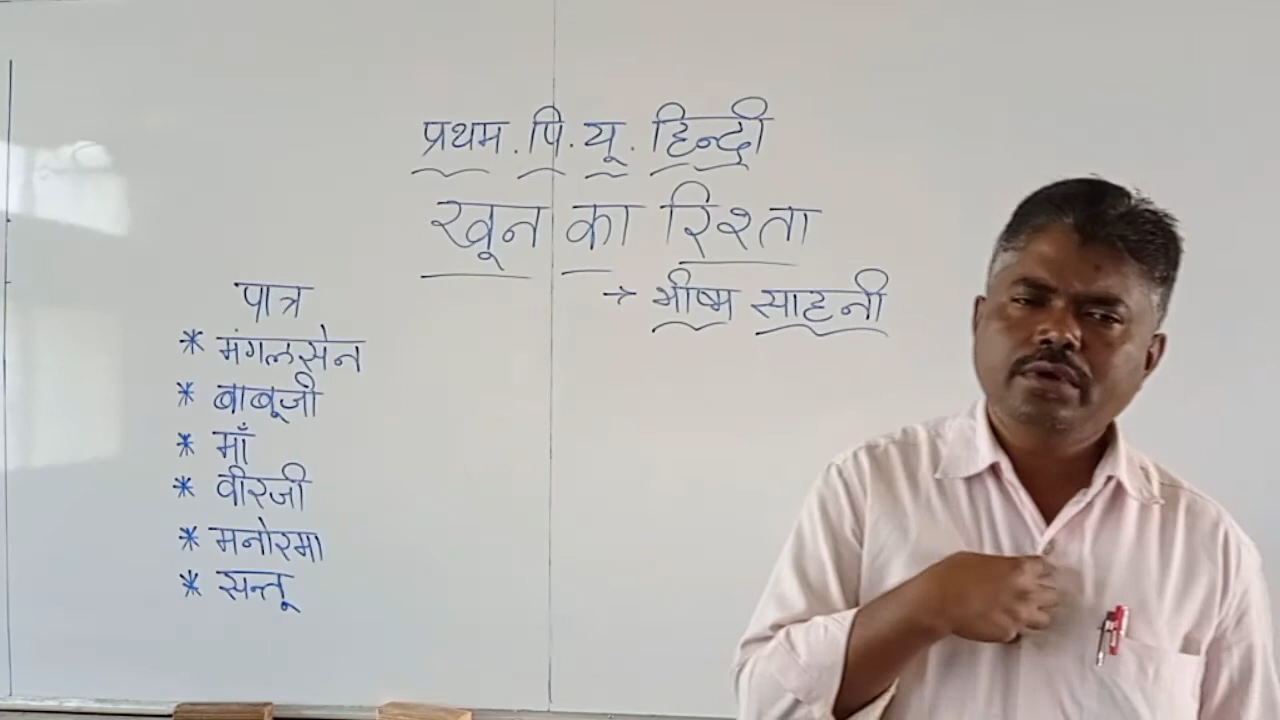 प्रथम. पि. यू. हिन्दी
खून का रिश्ता
→ भीष्म साहनी
पात्र
* मंगलसेन
* बाबूजी
* माँ
* वीरजी
* मनोरमा
* सन्तू